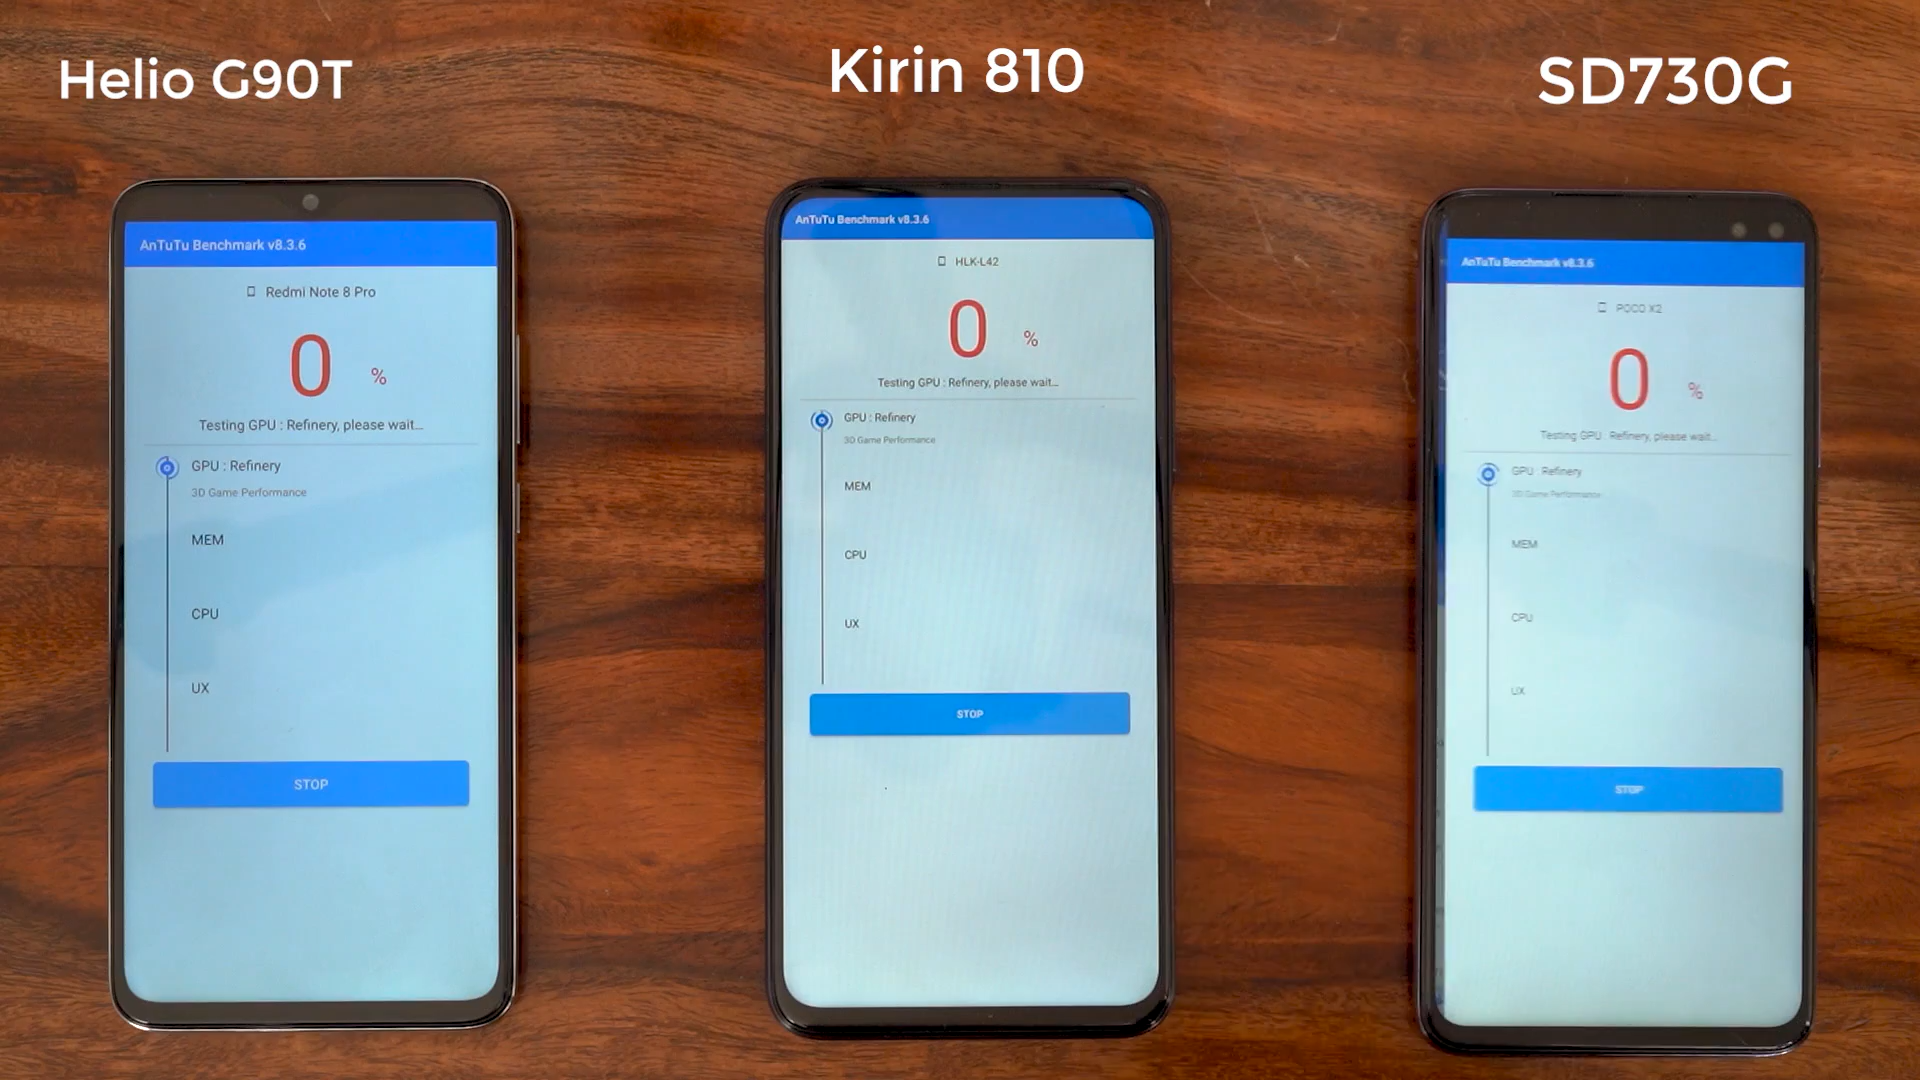 Helio G90T
Kirin 810
SD730G
AnTuTu Benchmark v8.3.6
Redmi Note 8 Pro
0 %
Testing GPU : Refinery, please wait...
GPU : Refinery
3D Game Performance
MEM
CPU
UX
STOP
AnTuTu Benchmark v8.3.6
HLK-L42
0 %
Testing GPU : Refinery, please wait...
GPU : Refinery
3D Game Performance
MEM
CPU
UX
STOP
AnTuTu Benchmark v8.3.6
POCO X2
0 %
Testing GPU : Refinery, please wait...
GPU : Refinery
3D Game Performance
MEM
CPU
UX
STOP